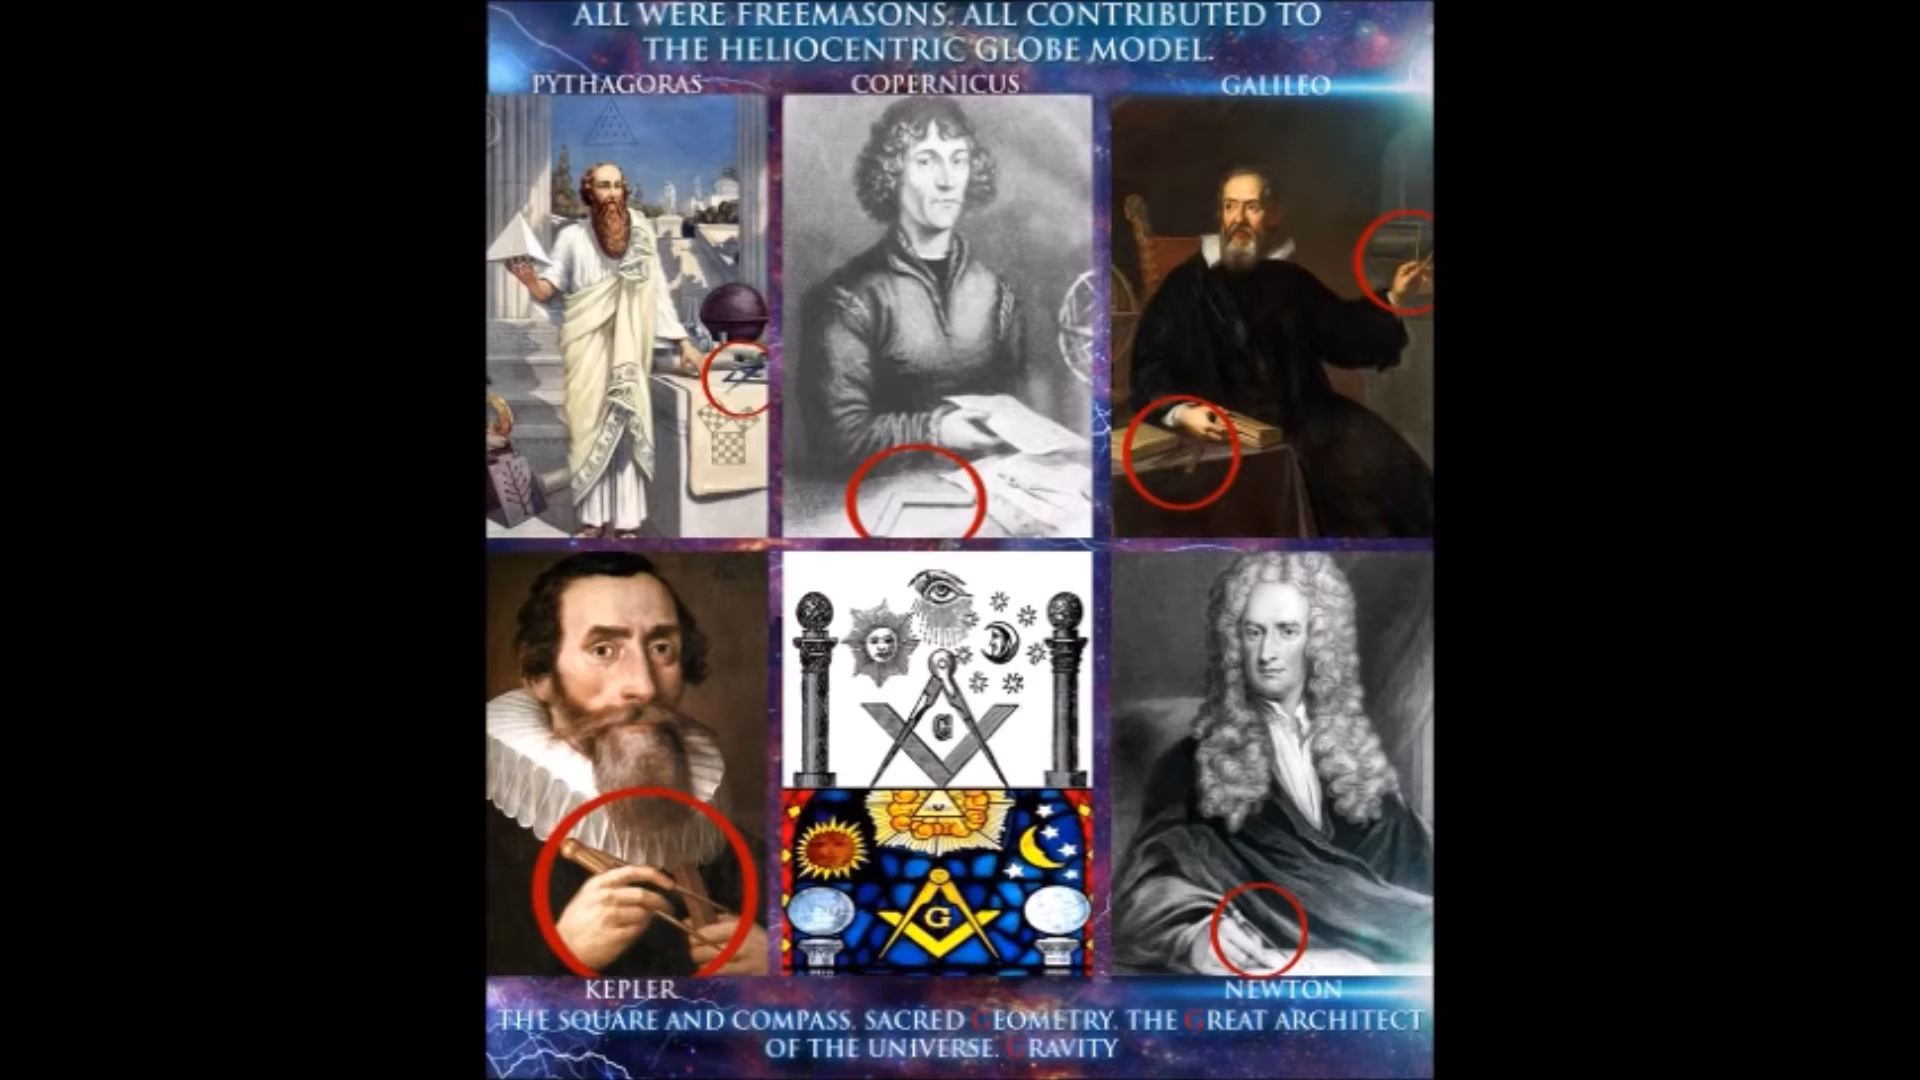 ALL WERE FREEMASONS. ALL CONTRIBUTED TO
THE HELIOCENTRIC GLOBE MODEL.
PYTHAGORAS
COPERNICUS
GALILEO
G
G
KEPLER
NEWTON
THE SQUARE AND COMPASS. SACRED GEOMETRY. THE GREAT ARCHITECT
OF THE UNIVERSE. GRAVITY